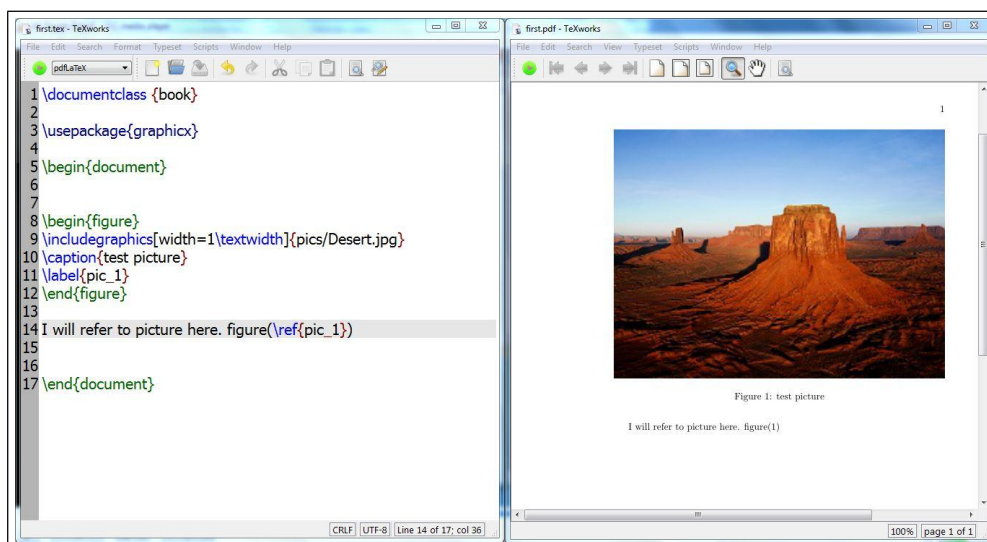 first.tex - TeXworks
File Edit Search Format Typeset Scripts Window Help
pdfLaTeX
1 \documentclass {book}
2
3 \usepackage{graphicx}
4
5 \begin{document}
6
7
8 \begin{figure}
9 \includegraphics[width=1\textwidth]{pics/Desert.jpg}
10 \caption{test picture}
11 \label{pic_1}
12 \end{figure}
13
14 I will refer to picture here. figure(\ref{pic_1})
15
16
17 \end{document}
CRLF UTF-8 Line 14 of 17; col 36
first.pdf - TeXworks
File Edit Search View Typeset Scripts Window Help
1
Figure 1: test picture
I will refer to picture here. figure(1)
100% page 1 of 1